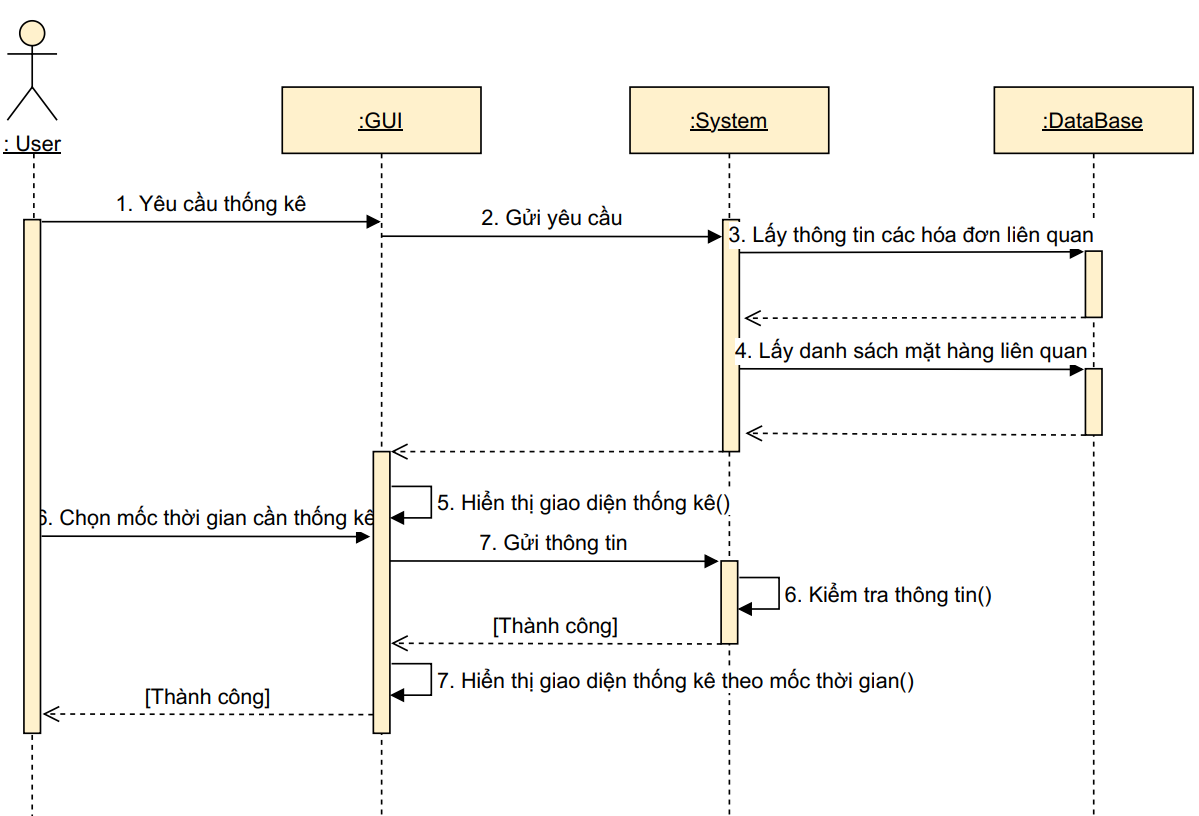 : User
:GUI
:System
:DataBase
1. Yêu cầu thống kê
2. Gửi yêu cầu
3. Lấy thông tin các hóa đơn liên quan
4. Lấy danh sách mặt hàng liên quan
5. Hiển thị giao diện thống kê()
6. Chọn mốc thời gian cần thống kê
7. Gửi thông tin
6. Kiểm tra thông tin()
[Thành công]
7. Hiển thị giao diện thống kê theo mốc thời gian()
[Thành công]